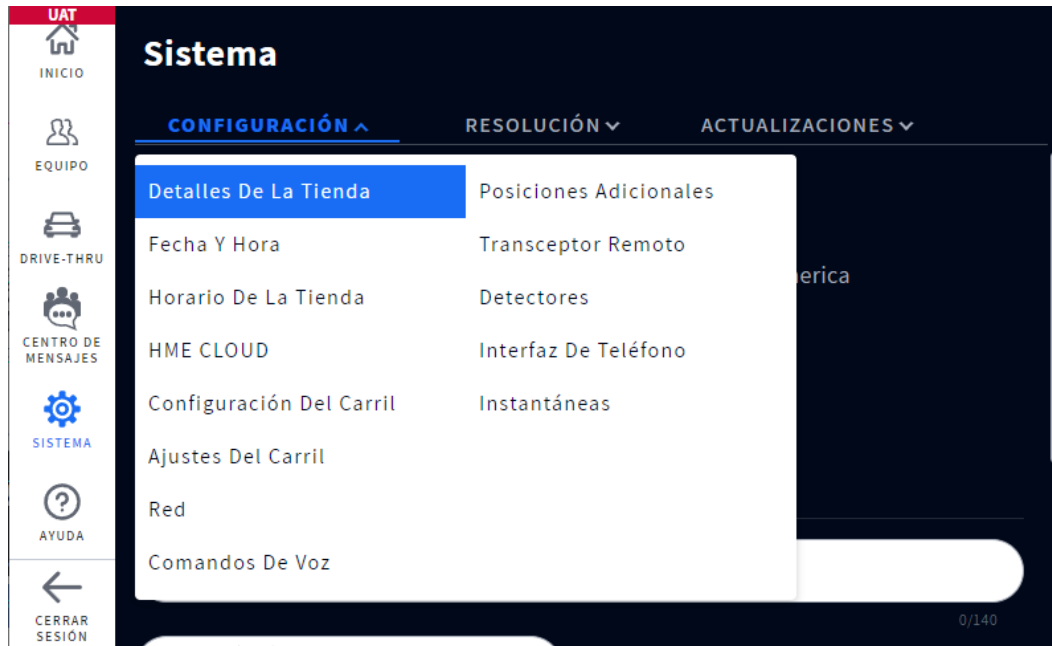 UAT
INICIO
EQUIPO
DRIVE-THRU
CENTRO DE
MENSAJES
SISTEMA
AYUDA
CERRAR
SESIÓN
Sistema
CONFIGURACIÓN
RESOLUCIÓN
ACTUALIZACIONES
Detalles De La Tienda
Fecha Y Hora
Horario De La Tienda
HME CLOUD
Configuración Del Carril
Ajustes Del Carril
Red
Comandos De Voz
Posiciones Adicionales
Transceptor Remoto
Detectores
Interfaz De Teléfono
Instantáneas
0/140